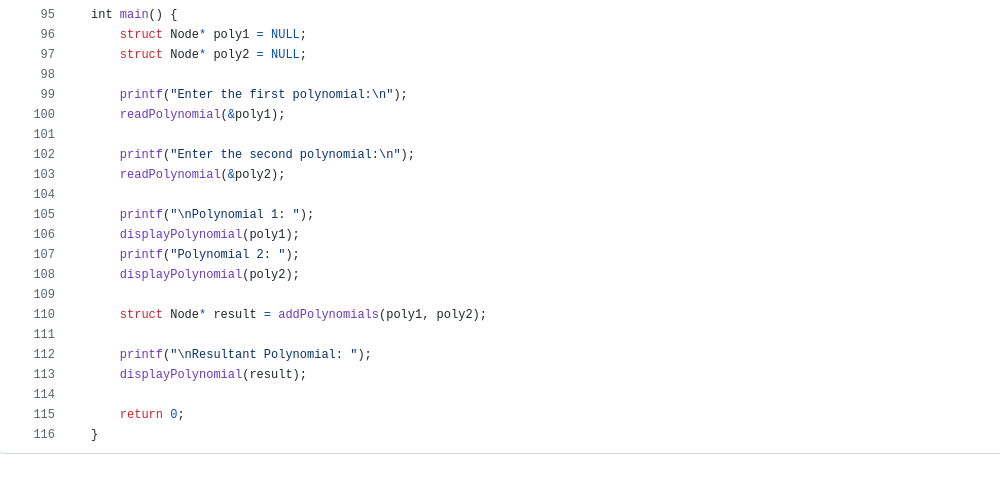 95 int main() {
96 struct Node* poly1 = NULL;
97 struct Node* poly2 = NULL;
98
99 printf("Enter the first polynomial:\n");
100 readPolynomial(&poly1);
101
102 printf("Enter the second polynomial:\n");
103 readPolynomial(&poly2);
104
105 printf("\nPolynomial 1: ");
106 displayPolynomial(poly1);
107 printf("Polynomial 2: ");
108 displayPolynomial(poly2);
109
110 struct Node* result = addPolynomials(poly1, poly2);
111
112 printf("\nResultant Polynomial: ");
113 displayPolynomial(result);
114
115 return 0;
116 }